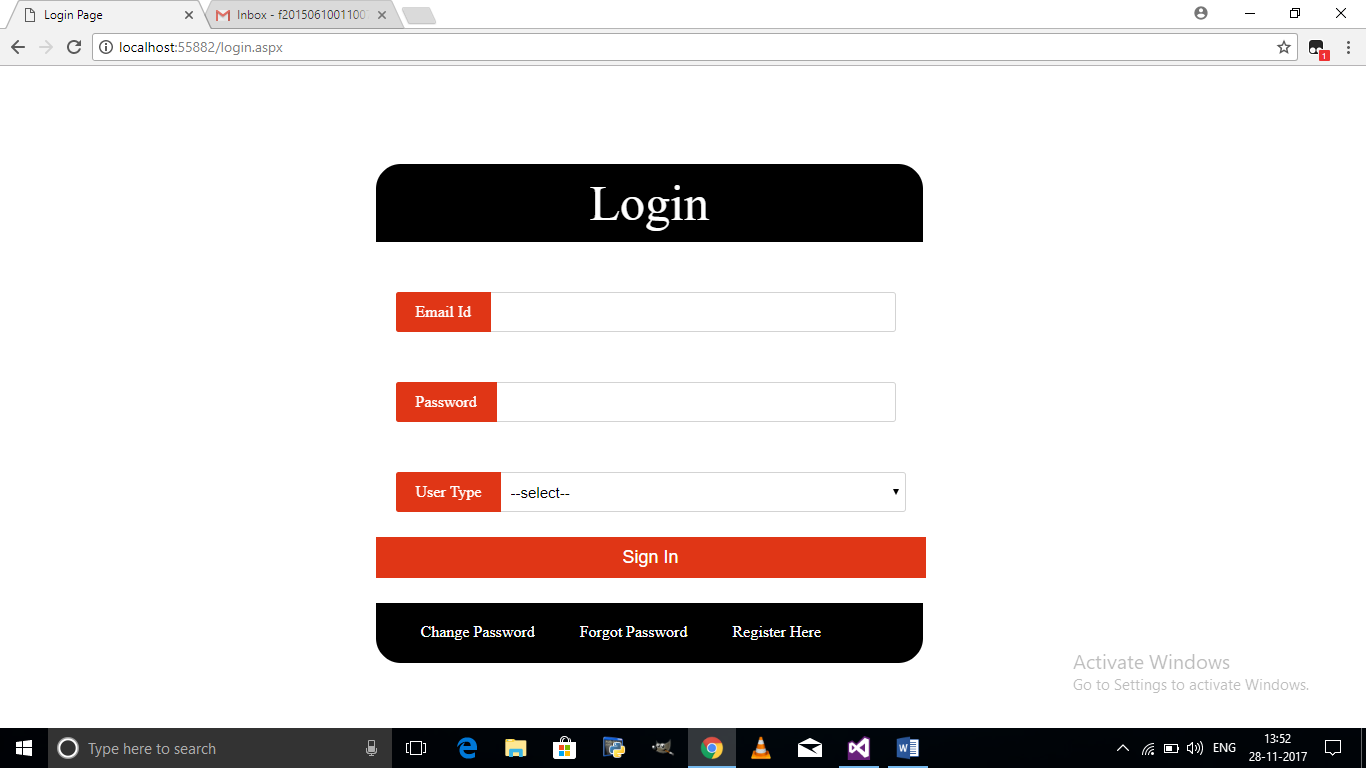 Login Page
Inbox - f2015061001100
localhost:55882/login.aspx
1
Login
Email Id
Password
User Type
--select--
Sign In
Change Password Forgot Password Register Here
Activate Windows
Go to Settings to activate Windows.
Type here to search
ENG
13:52
28-11-2017